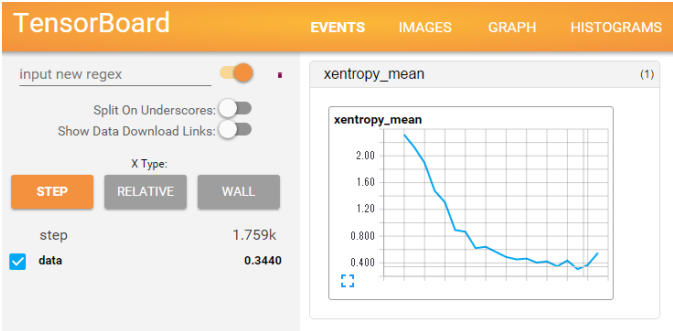 TensorBoard
EVENTS IMAGES GRAPH HISTOGRAMS
input new regex
Split On Underscores:
Show Data Download Links:
X Type:
STEP RELATIVE WALL
step 1.759k
data 0.3440
xentropy_mean (1)
xentropy_mean
2.00
1.60
1.20
0.800
0.400